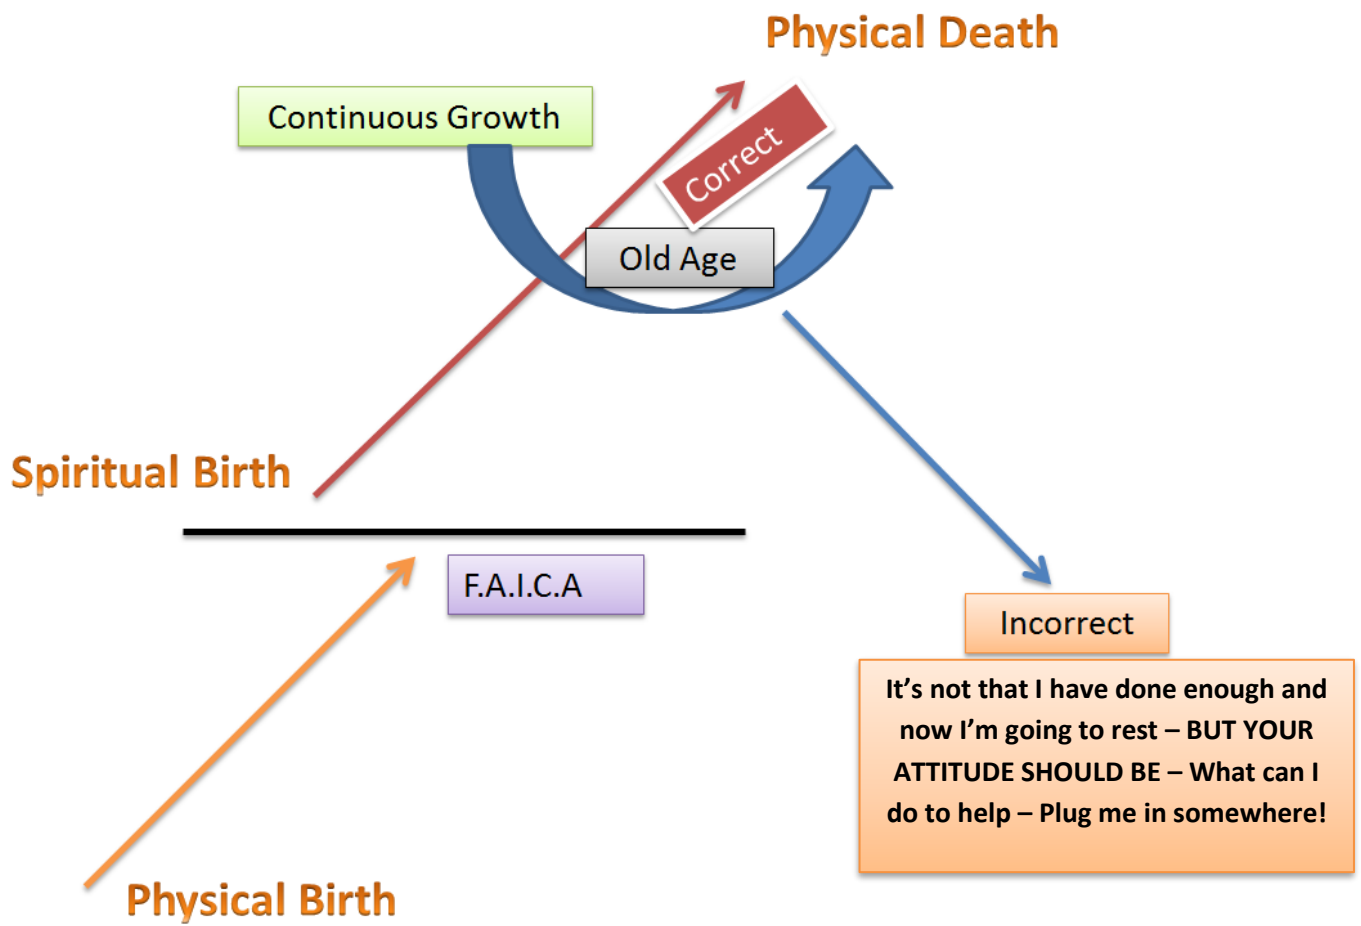 Physical Death
Continuous Growth
Correct
Old Age
Spiritual Birth
F.A.I.C.A
Incorrect
It’s not that I have done enough and
now I’m going to rest – BUT YOUR
ATTITUDE SHOULD BE – What can I
do to help – Plug me in somewhere!
Physical Birth